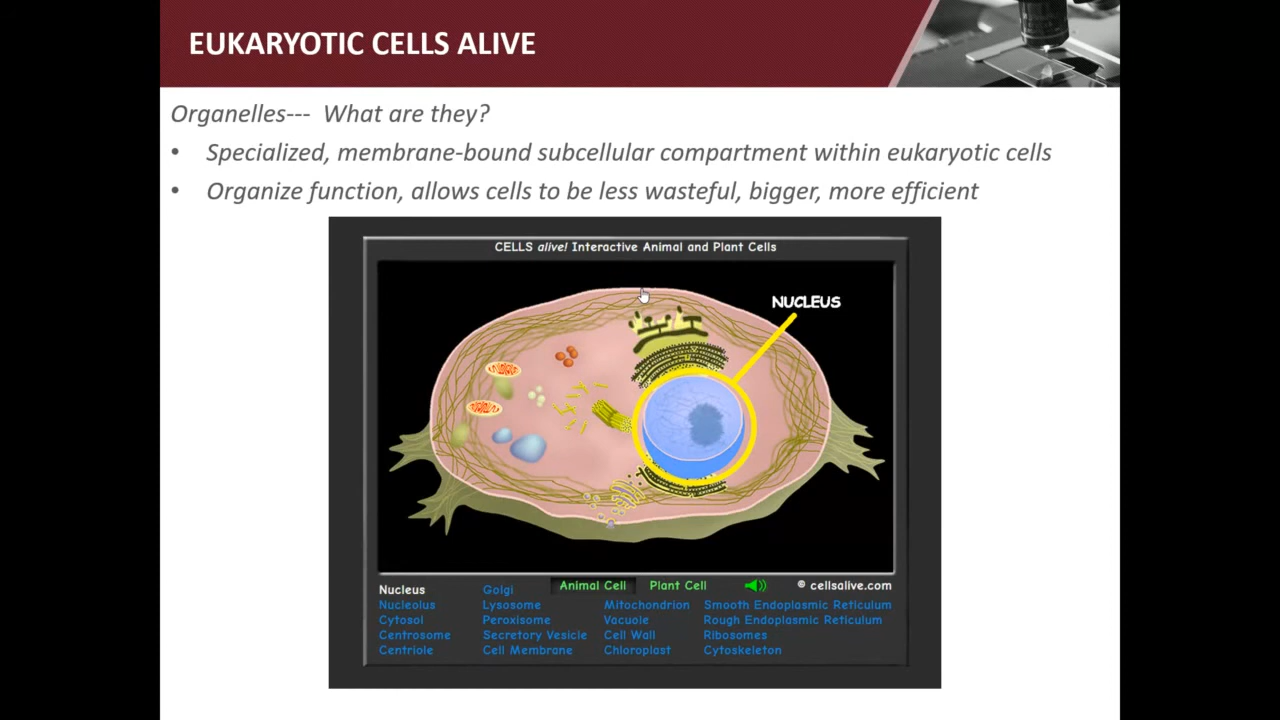 EUKARYOTIC CELLS ALIVE
Organelles--- What are they?
• Specialized, membrane-bound subcellular compartment within eukaryotic cells
• Organize function, allows cells to be less wasteful, bigger, more efficient
CELLS alive! Interactive Animal and Plant Cells
NUCLEUS
Animal Cell Plant Cell © cellsalive.com
Nucleus Golgi
Nucleolus Lysosome Mitochondrion Smooth Endoplasmic Reticulum
Cytosol Peroxisome Vacuole Rough Endoplasmic Reticulum
Centrosome Secretory Vesicle Cell Wall Ribosomes
Centriole Cell Membrane Chloroplast Cytoskeleton